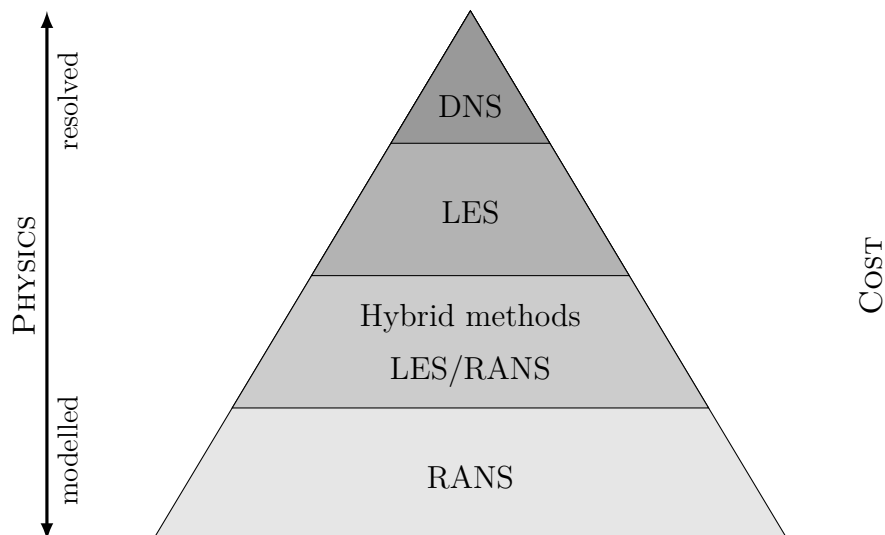 resolved
PHYSICS
modelled
DNS
LES
Hybrid methods
LES/RANS
RANS
COST